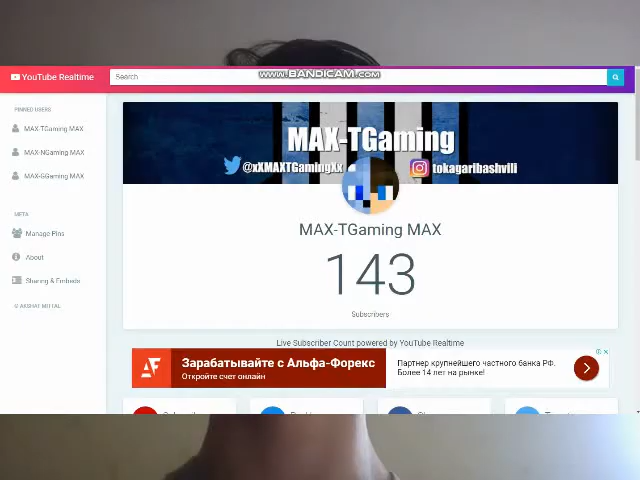 YouTube Realtime
Search
WWW.BANDICAM.COM
PINNED USERS
MAX-TGaming MAX
MAX-NGaming MAX
MAX-GGaming MAX
META
Manage Pins
About
Sharing & Embeds
© AKSHAT MITTAL
MAX-TGaming
@xXMAXTGamingXx
tokagaribashvili
MAX-TGaming MAX
143
Subscribers
Live Subscriber Count powered by YouTube Realtime
Зарабатывайте с Альфа-Форекс
Откройте счет онлайн
Партнер крупнейшего частного банка РФ.
Более 14 лет на рынке!